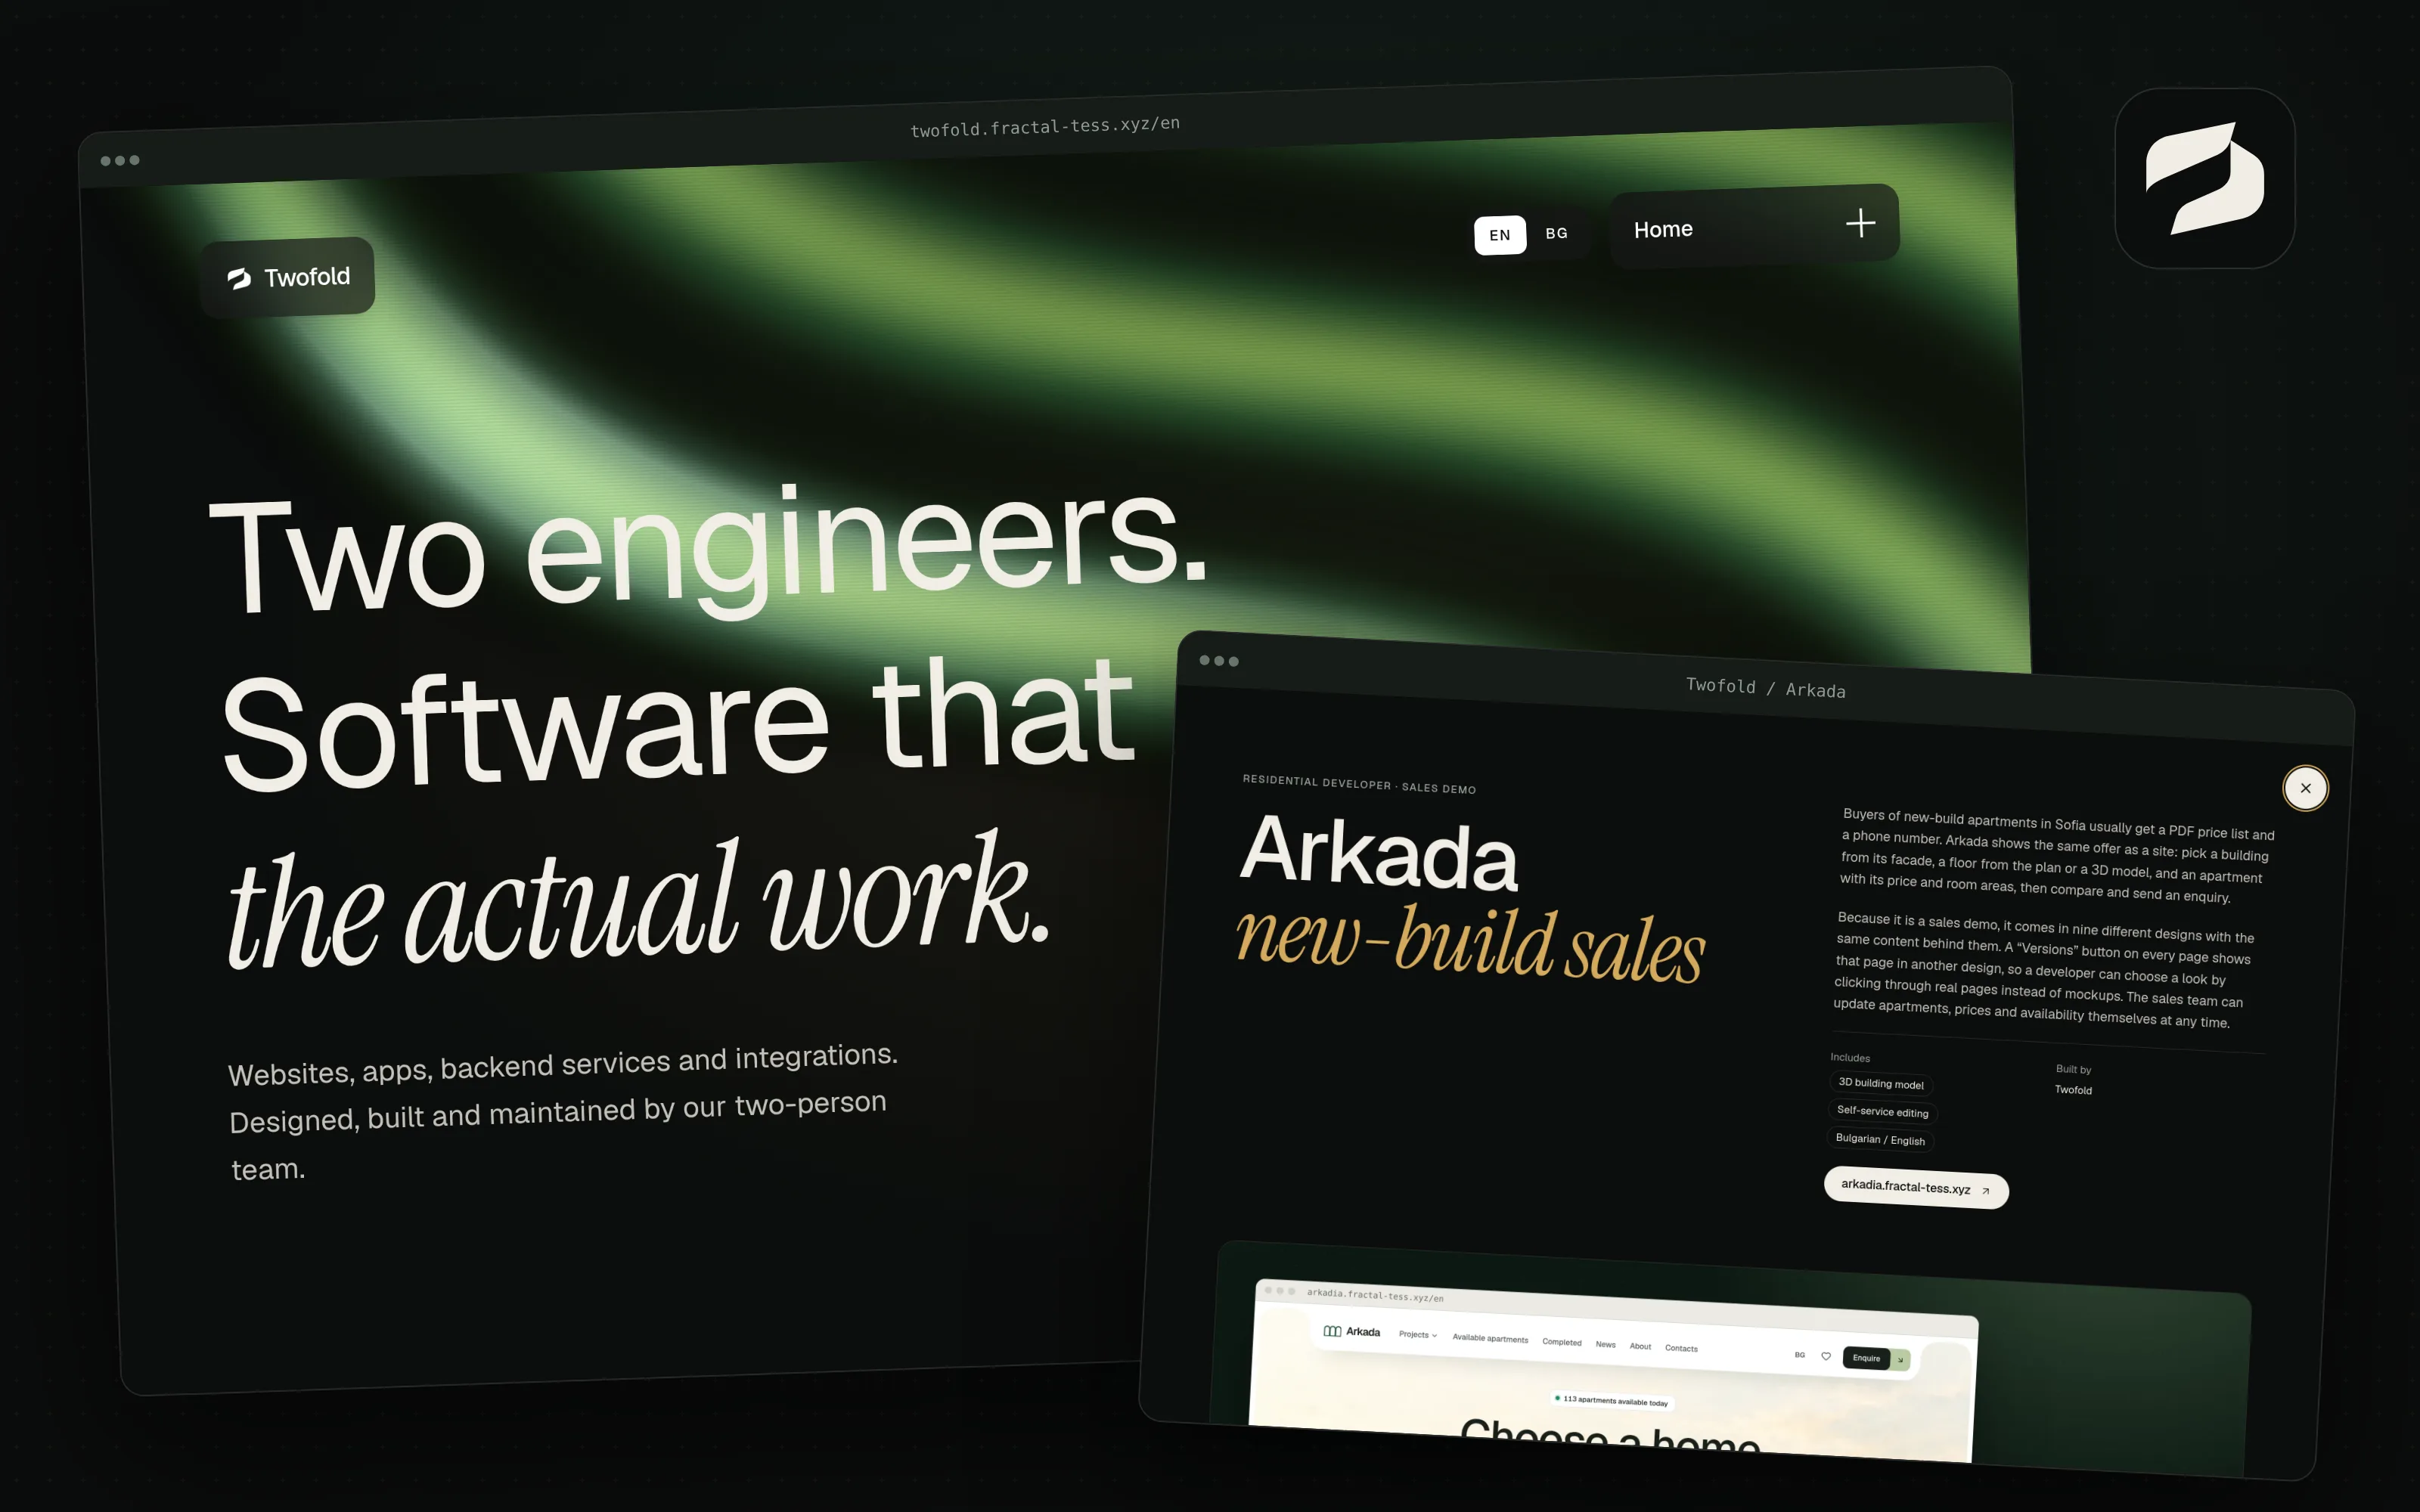 twofold.fractal-tess.xyz/en
Twofold
EN
BG
Home
Two engineers.
Software that
the actual work.
Websites, apps, backend services and integrations.
Designed, built and maintained by our two-person
team.
Twofold / Arkada
RESIDENTIAL DEVELOPER · SALES DEMO
Arkada
new-build sales
Buyers of new-build apartments in Sofia usually get a PDF price list and
a phone number. Arkada shows the same offer as a site: pick a building
from its facade, a floor from the plan or a 3D model, and an apartment
with its price and room areas, then compare and send an enquiry.
Because it is a sales demo, it comes in nine different designs with the
same content behind them. A “Versions” button on every page shows
that page in another design, so a developer can choose a look by
clicking through real pages instead of mockups. The sales team can
update apartments, prices and availability themselves at any time.
Includes
3D building model
Self-service editing
Bulgarian / English
Built by
Twofold
arkadia.fractal-tess.xyz
arkadia.fractal-tess.xyz/en
Arkada
Projects
Available apartments
Completed
News
About
Contacts
BG
Enquire
113 apartments available today
Choose a home